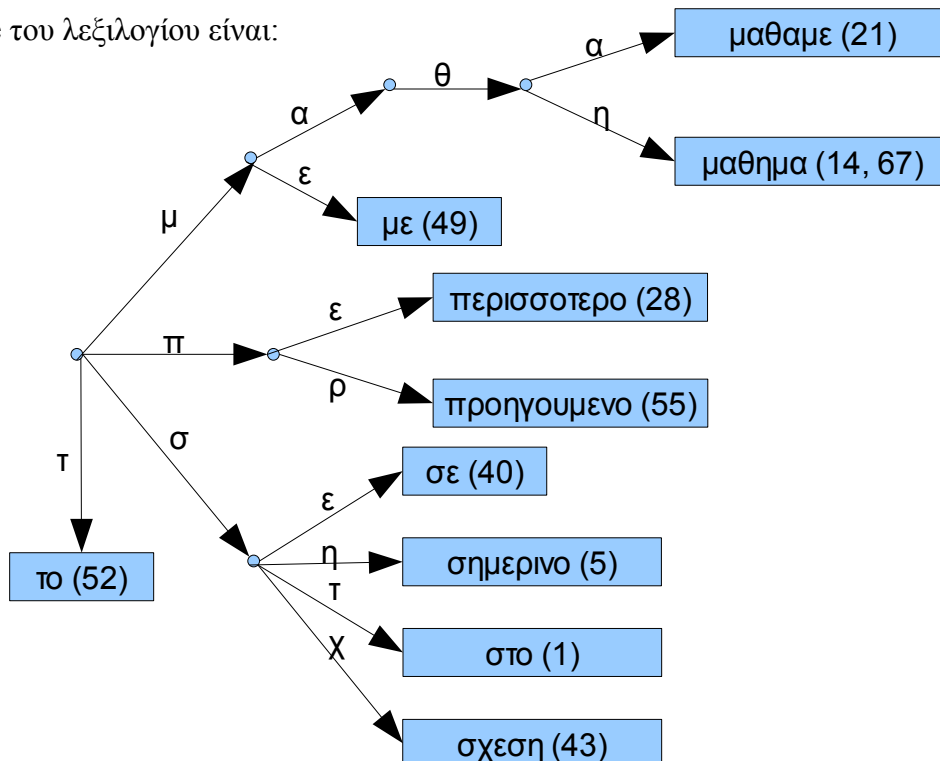 του λεξιλογίου είναι:
α
μαθαμε (21)
θ
α
η
μαθημα (14, 67)
ε
με (49)
μ
περισσοτερο (28)
ε
π
ρ
προηγουμενο (55)
σ
τ
σε (40)
ε
η
σημερινο (5)
το (52)
τ
στο (1)
χ
σχεση (43)